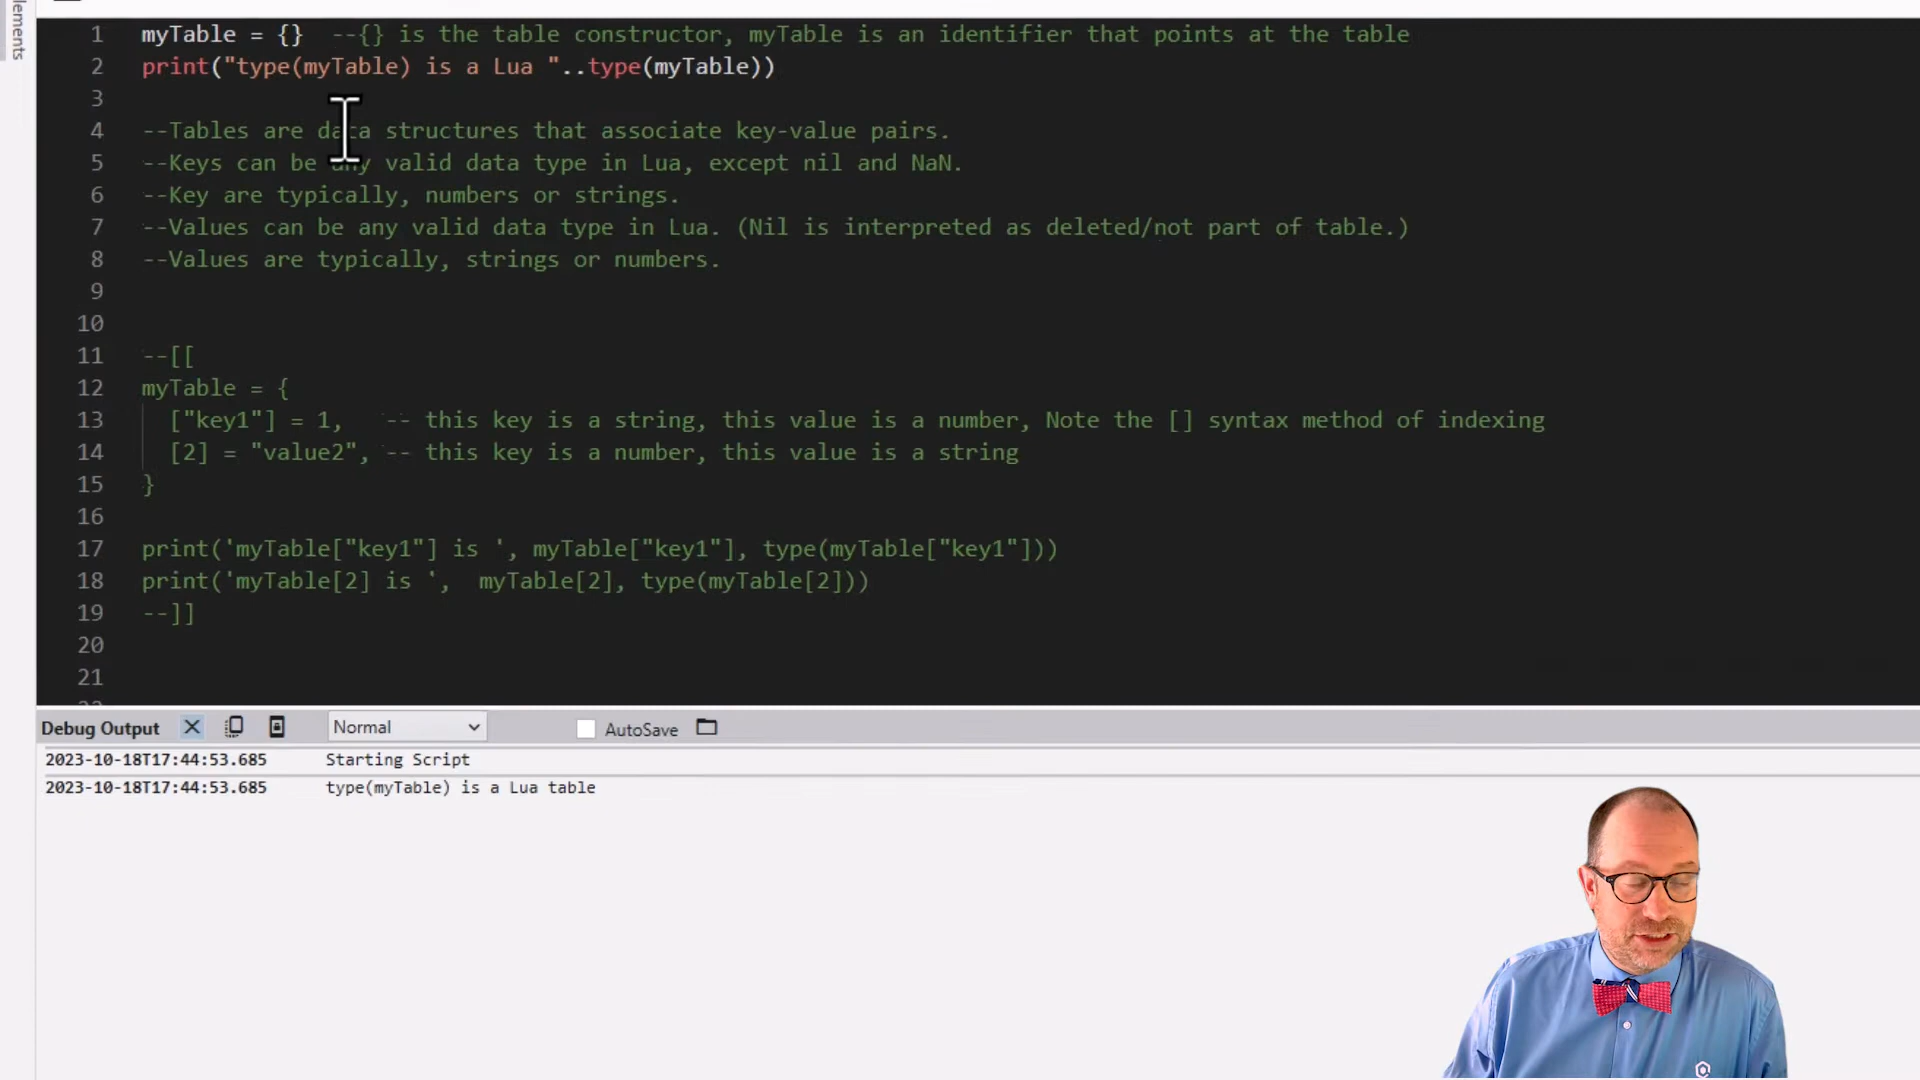 ements
1 myTable = {}  --{} is the table constructor, myTable is an identifier that points at the table
2 print("type(myTable) is a Lua "..type(myTable))
3
4 --Tables are data structures that associate key-value pairs.
5 --Keys can be any valid data type in Lua, except nil and NaN.
6 --Key are typically, numbers or strings.
7 --Values can be any valid data type in Lua. (Nil is interpreted as deleted/not part of table.)
8 --Values are typically, strings or numbers.
9
10
11 --[[
12 myTable = {
13   ["key1"] = 1,   -- this key is a string, this value is a number, Note the [] syntax method of indexing
14   [2] = "value2", -- this key is a number, this value is a string
15 }
16
17 print('myTable["key1"] is ', myTable["key1"], type(myTable["key1"]))
18 print('myTable[2] is ',  myTable[2], type(myTable[2]))
19 --]]
20
21
Debug Output Normal AutoSave
2023-10-18T17:44:53.685 Starting Script
2023-10-18T17:44:53.685 type(myTable) is a Lua table